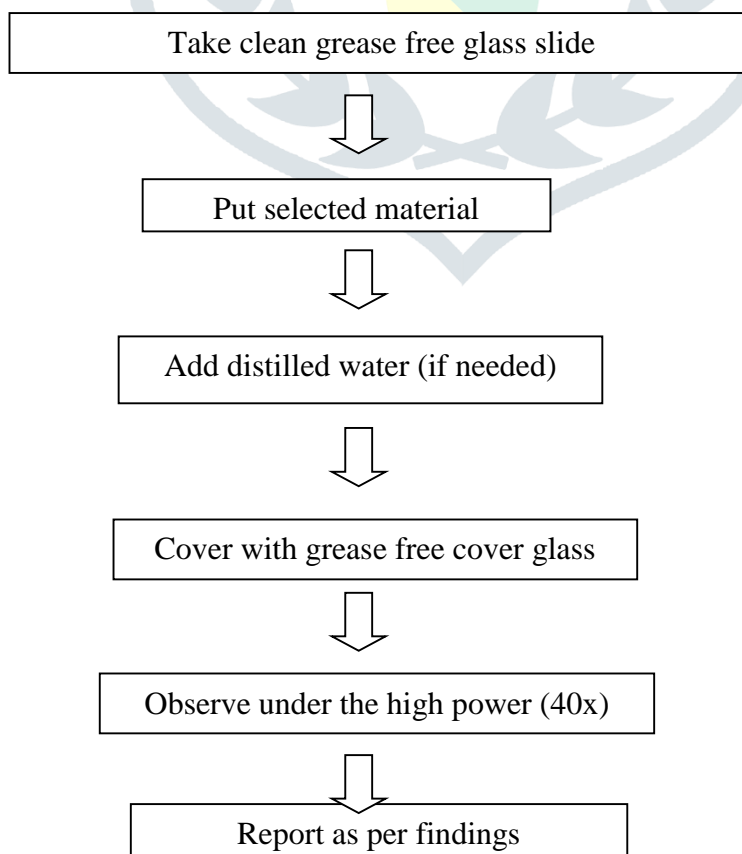 Take clean grease free glass slide
Put selected material
Add distilled water (if needed)
Cover with grease free cover glass
Observe under the high power (40x)
Report as per findings